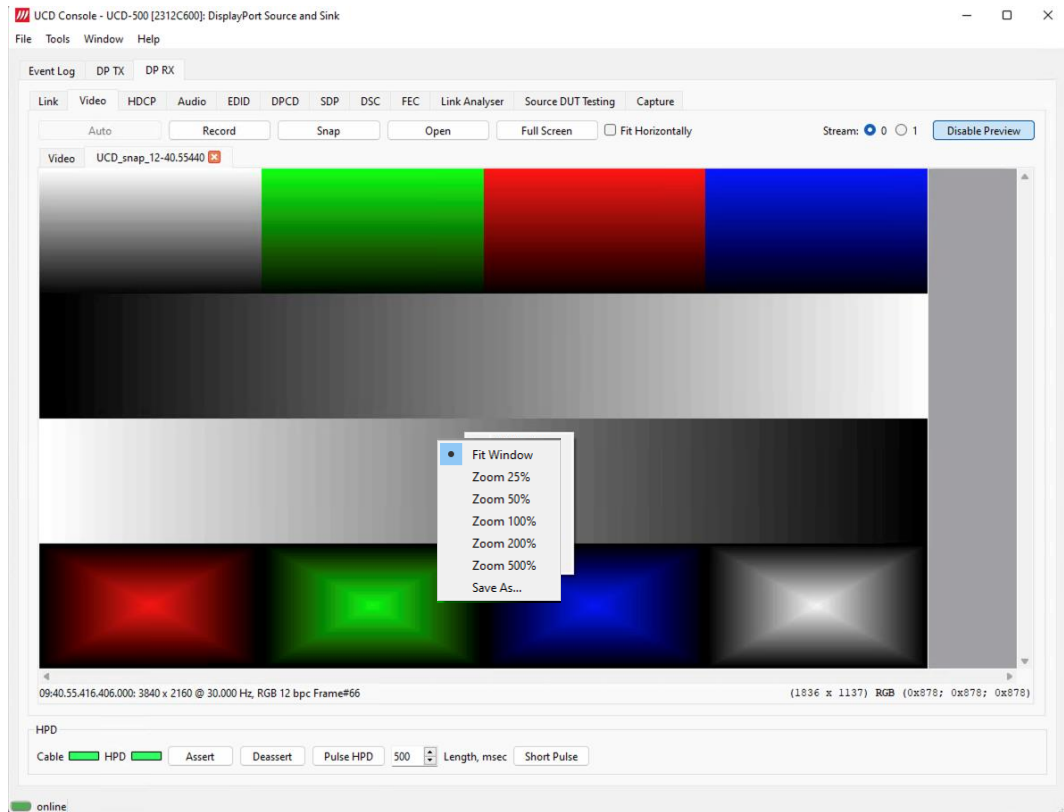 UCD Console - UCD-500 [2312C600]: DisplayPort Source and Sink
File Tools Window Help
Event Log DP TX DP RX
Link Video HDCP Audio EDID DPCD SDP DSC FEC Link Analyser Source DUT Testing Capture
Auto Record Snap Open Full Screen Fit Horizontally Stream: 0 1 Disable Preview
Video UCD_snap_12-40.55440
Fit Window
Zoom 25%
Zoom 50%
Zoom 100%
Zoom 200%
Zoom 500%
Save As...
09:40.55.416.406.000: 3840 x 2160 @ 30.000 Hz, RGB 12 bpc Frame#66 (1836 x 1137) RGB (0x878; 0x878; 0x878)
HPD
Cable HPD Assert Deassert Pulse HPD 500 Length, msec Short Pulse
online